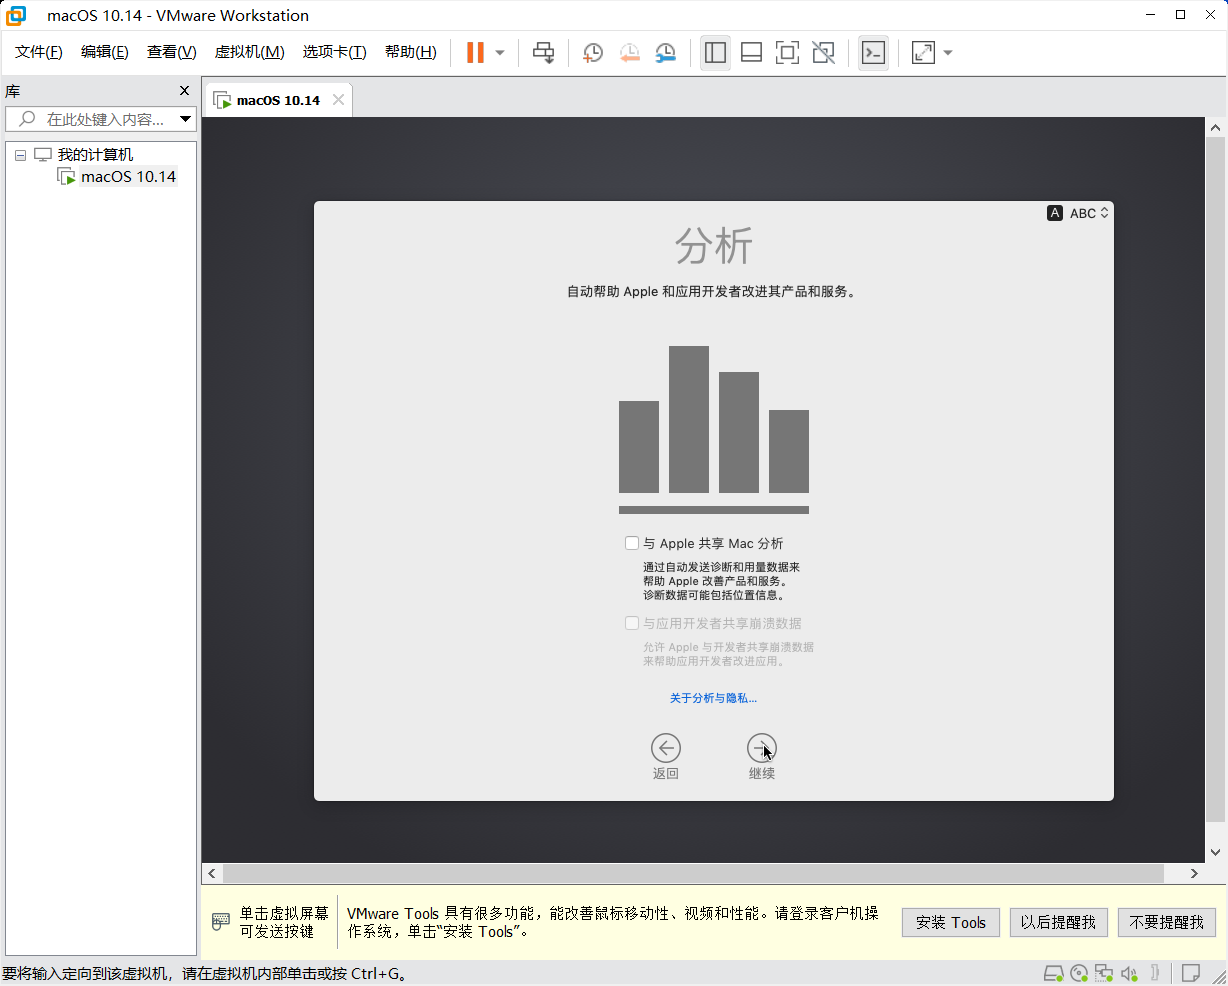 macOS 10.14 - VMware Workstation
文件(F) 编辑(E) 查看(V) 虚拟机(M) 选项卡(T) 帮助(H)
库
在此处键入内容...
我的计算机
macOS 10.14
macOS 10.14
A ABC
分析
自动帮助 Apple 和应用开发者改进其产品和服务。
与 Apple 共享 Mac 分析
通过自动发送诊断和用量数据来
帮助 Apple 改善产品和服务。
诊断数据可能包括位置信息。
与应用开发者共享崩溃数据
允许 Apple 与开发者共享崩溃数据
来帮助应用开发者改进应用。
关于分析与隐私...
返回 继续
单击虚拟屏幕
可发送按键
VMware Tools 具有很多功能，能改善鼠标移动性、视频和性能。请登录客户机操
作系统，单击“安装 Tools”。
安装 Tools 以后提醒我 不要提醒我
要将输入定向到该虚拟机，请在虚拟机内部单击或按 Ctrl+G。